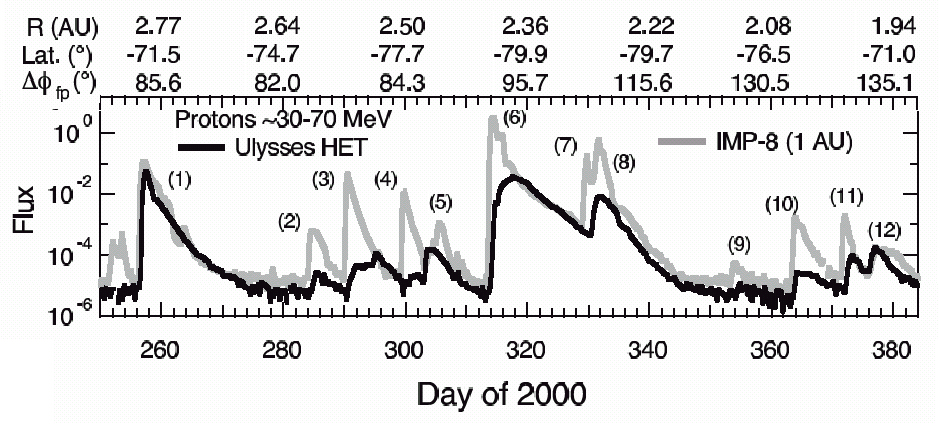 R (AU) 2.77 2.64 2.50 2.36 2.22 2.08 1.94
Lat. (°) -71.5 -74.7 -77.7 -79.9 -79.7 -76.5 -71.0
Δϕ fp (°) 85.6 82.0 84.3 95.7 115.6 130.5 135.1
Protons ~30-70 MeV
Ulysses HET
IMP-8 (1 AU)
(1) (2) (3) (4) (5) (6) (7) (8) (9) (10) (11) (12)
Flux
10 0
10 -2
10 -4
10 -6
260 280 300 320 340 360 380
Day of 2000